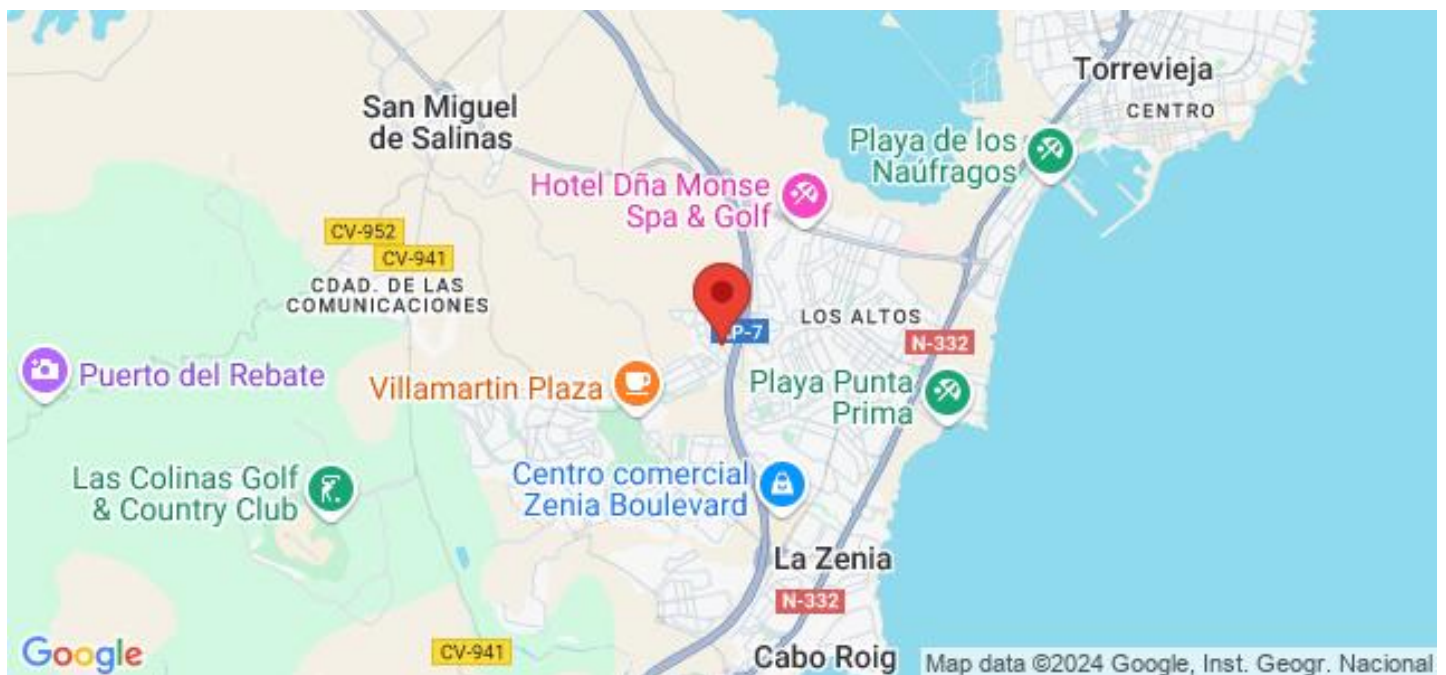 Torrevieja
CENTRO
San Miguel
de Salinas
Playa de los
Naúfragos
Hotel Dña Monse
Spa & Golf
CV-952
CV-941
CDAD. DE LAS
COMUNICACIONES
LOS ALTOS
P-7
N-332
Puerto del Rebate
Villamartin Plaza
Playa Punta
Prima
Las Colinas Golf
& Country Club
Centro comercial
Zenia Boulevard
La Zenia
N-332
Google
CV-941
Cabo Roig
Map data ©2024 Google, Inst. Geogr. Nacional